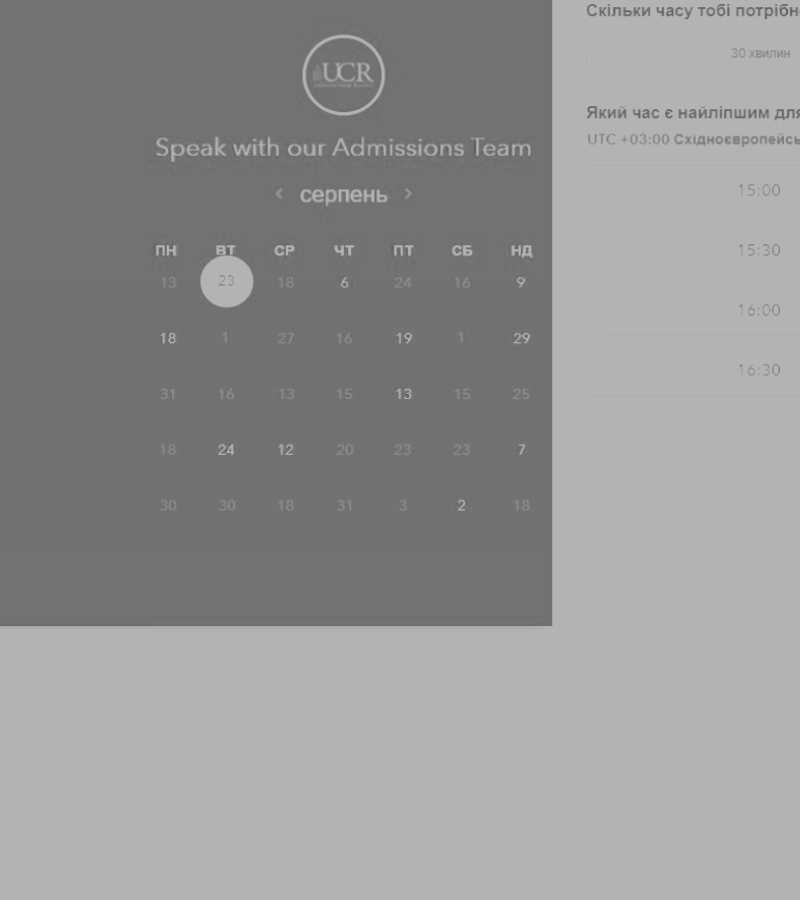 UCR
Speak with our Admissions Team
< серпень >
ПН ВТ СР ЧТ ПТ СБ НД
13 23 18 6 24 16 9
18 1 27 16 19 1 29
31 16 13 15 13 15 25
18 24 12 20 23 23 7
30 30 18 31 3 2 18
Скільки часу тобі потрібн
30 хвилин
Який час є найліпшим для
UTC +03:00 Східноєвропейсь
15:00
15:30
16:00
16:30